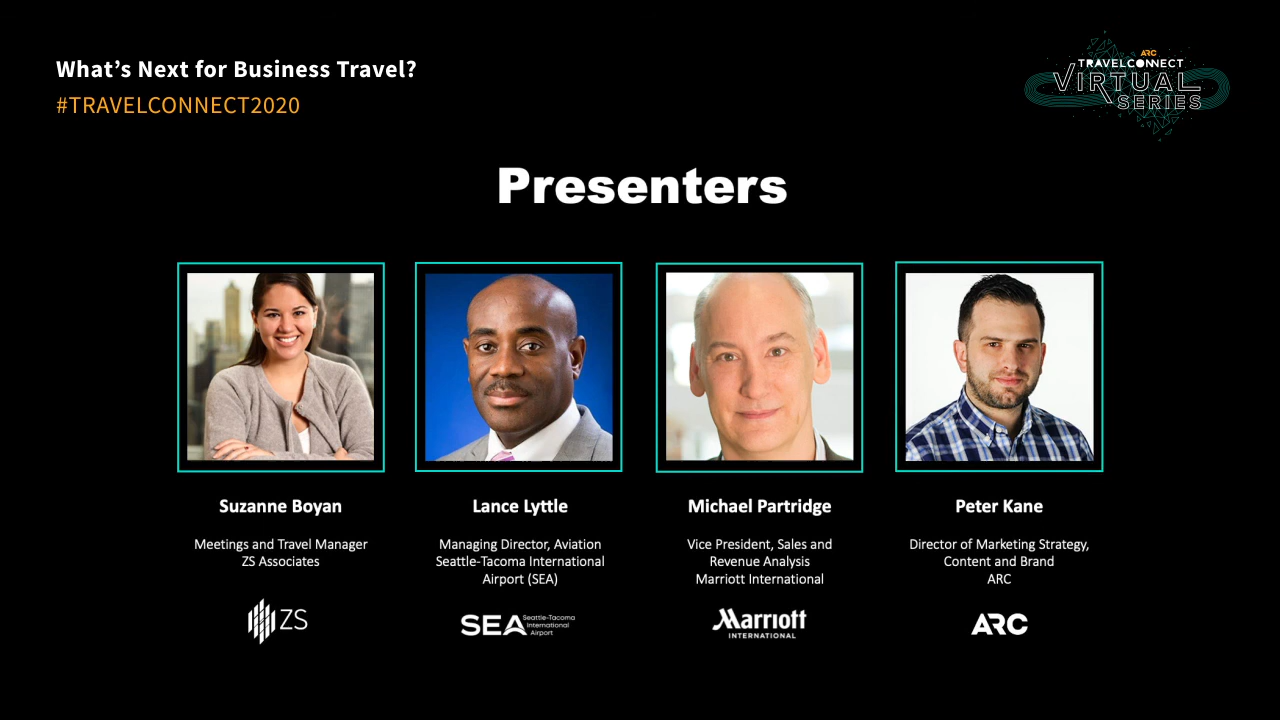 What’s Next for Business Travel?
#TRAVELCONNECT2020
ARC
TRAVELCONNECT
VIRTUAL
SERIES
Presenters
Suzanne Boyan
Meetings and Travel Manager
ZS Associates
ZS
Lance Lyttle
Managing Director, Aviation
Seattle-Tacoma International
Airport (SEA)
SEA
Seattle-Tacoma
International
Airport
Michael Partridge
Vice President, Sales and
Revenue Analysis
Marriott International
Marriott
INTERNATIONAL
Peter Kane
Director of Marketing Strategy,
Content and Brand
ARC
ARC